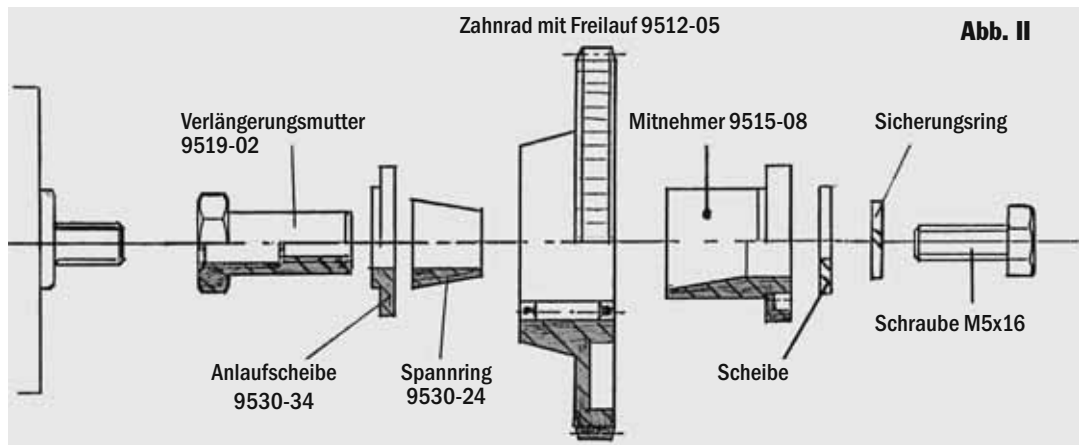 Zahnrad mit Freilauf 9512-05
Abb. II
Verlängerungsmutter
9519-02
Mitnehmer 9515-08
Sicherungsring
Anlaufscheibe
9530-34
Spannring
9530-24
Scheibe
Schraube M5x16